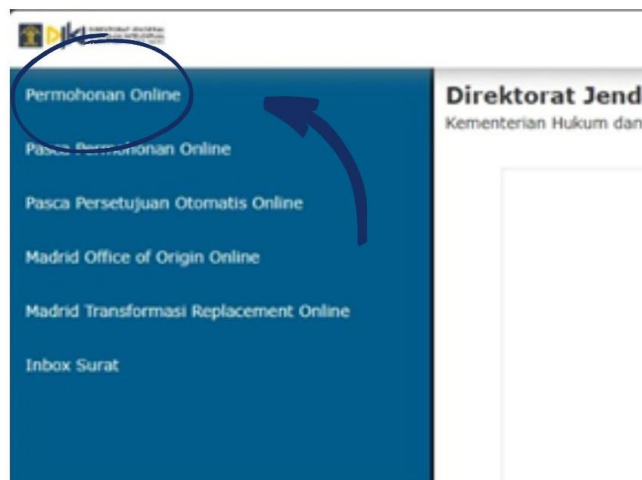 Permohonan Online
Pasca Permohonan Online
Pasca Persetujuan Otomatis Online
Madrid Office of Origin Online
Madrid Transformasi Replacement Online
Inbox Surat
Direktorat Jend
Kementerian Hukum dan